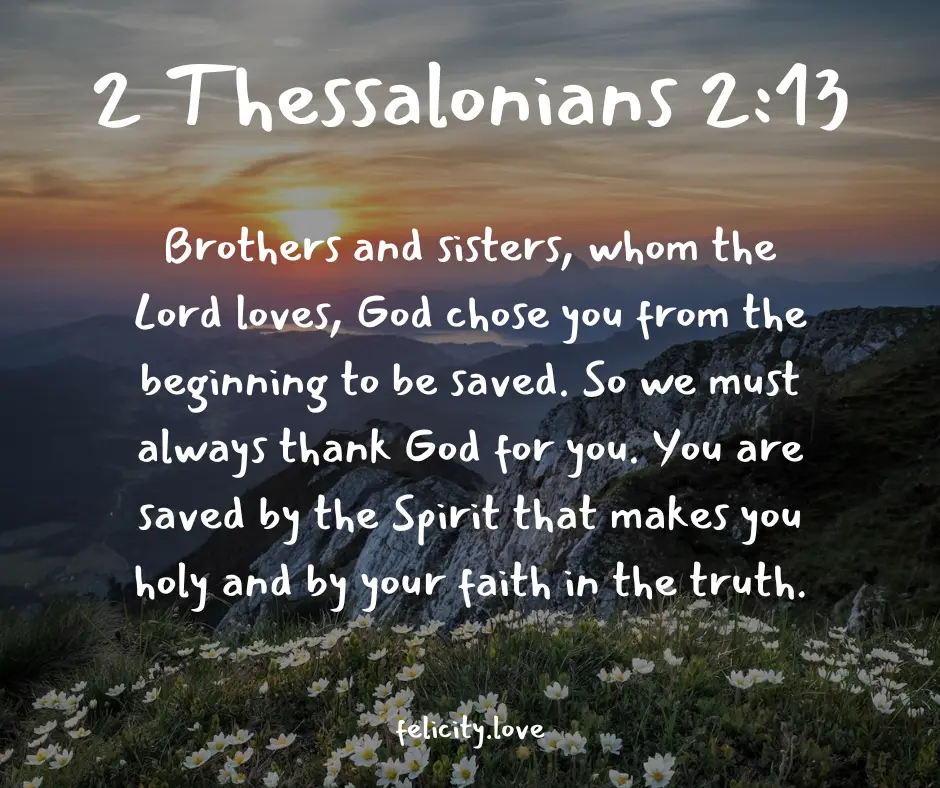 2 Thessalonians 2:13
Brothers and sisters, whom the
Lord loves, God chose you from the
beginning to be saved. So we must
always thank God for you. You are
saved by the Spirit that makes you
holy and by your faith in the truth.
felicity.love